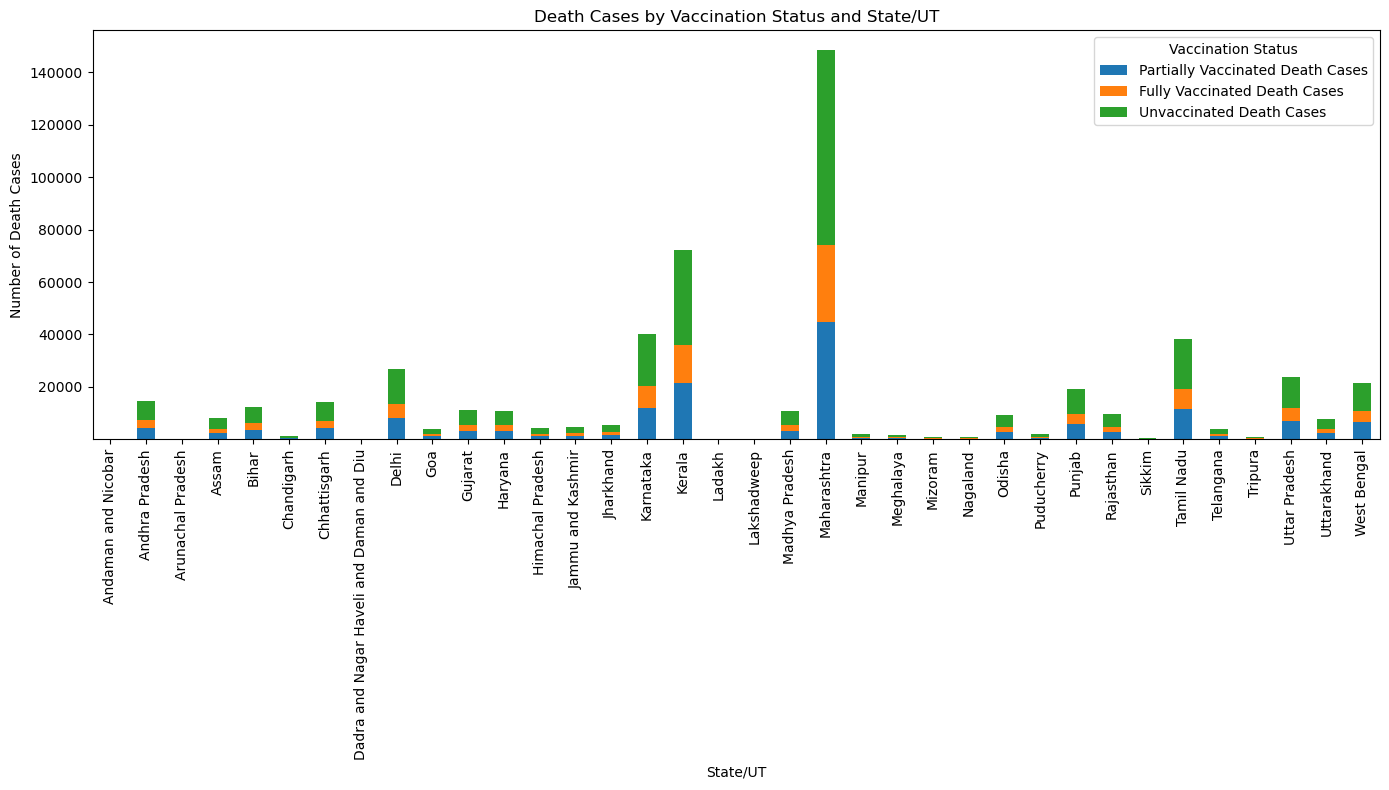 Death Cases by Vaccination Status and State/UT
Vaccination Status
Partially Vaccinated Death Cases
Fully Vaccinated Death Cases
Unvaccinated Death Cases
Number of Death Cases
140000
120000
100000
80000
60000
40000
20000
Andaman and Nicobar
Andhra Pradesh
Arunachal Pradesh
Assam
Bihar
Chandigarh
Chhattisgarh
Dadra and Nagar Haveli and Daman and Diu
Delhi
Goa
Gujarat
Haryana
Himachal Pradesh
Jammu and Kashmir
Jharkhand
Karnataka
Kerala
Ladakh
Lakshadweep
Madhya Pradesh
Maharashtra
Manipur
Meghalaya
Mizoram
Nagaland
Odisha
Puducherry
Punjab
Rajasthan
Sikkim
Tamil Nadu
Telangana
Tripura
Uttar Pradesh
Uttarakhand
West Bengal
State/UT